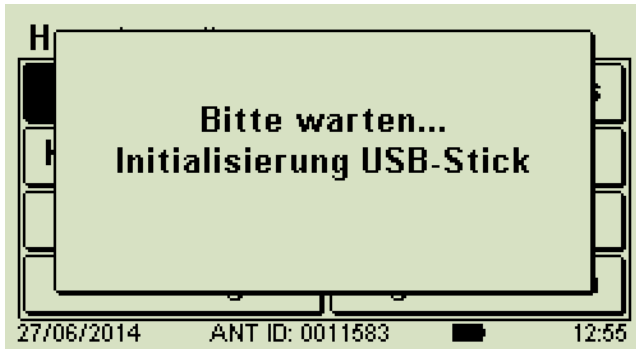 H
Bitte warten...
Initialisierung USB-Stick
27/06/2014 ANT ID: 0011583 12:55